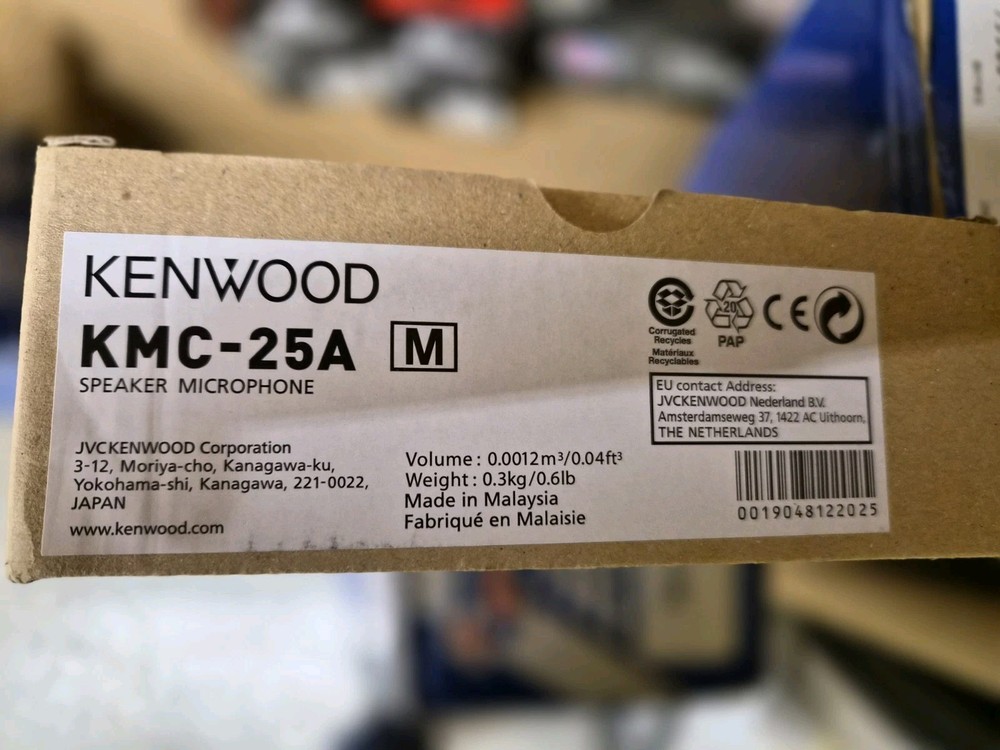 KENWOOD
KMC-25A M
SPEAKER MICROPHONE
JVCKENWOOD Corporation
3-12, Moriya-cho, Kanagawa-ku,
Yokohama-shi, Kanagawa, 221-0022,
JAPAN
www.kenwood.com
Volume : 0.0012m³/0.04ft³
Weight : 0.3kg/0.6lb
Made in Malaysia
Fabriqué en Malaisie
Corrugated
Recycles
Matériaux
Recyclables
20
PAP
CE
EU contact Address:
JVCKENWOOD Nederland B.V.
Amsterdamseweg 37, 1422 AC Uithoorn,
THE NETHERLANDS
0019048122025